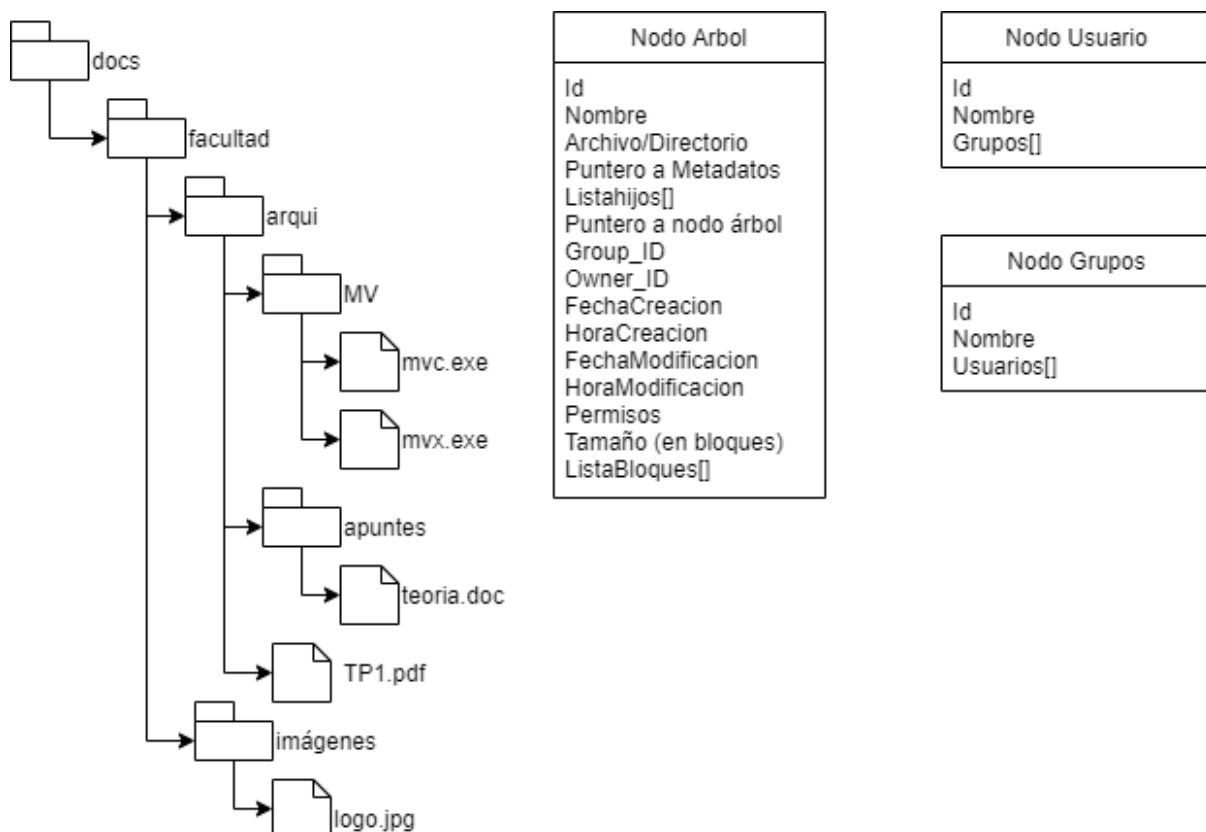 docs
facultad
arqui
MV
mvc.exe
mvx.exe
apuntes
teoria.doc
TP1.pdf
imágenes
logo.jpg
Nodo Arbol
Id
Nombre
Archivo/Directorio
Puntero a Metadatos
Listahijos[]
Puntero a nodo árbol
Group_ID
Owner_ID
FechaCreacion
HoraCreacion
FechaModificacion
HoraModificacion
Permisos
Tamaño (en bloques)
ListaBloques[]
Nodo Usuario
Id
Nombre
Grupos[]
Nodo Grupos
Id
Nombre
Usuarios[]